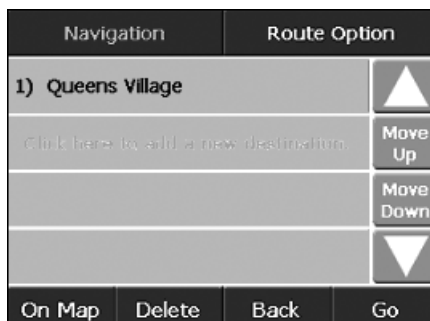 Navigation
Route Option
1) Queens Village
Click here to add a new destination.
Move
Up
Move
Down
On Map
Delete
Back
Go